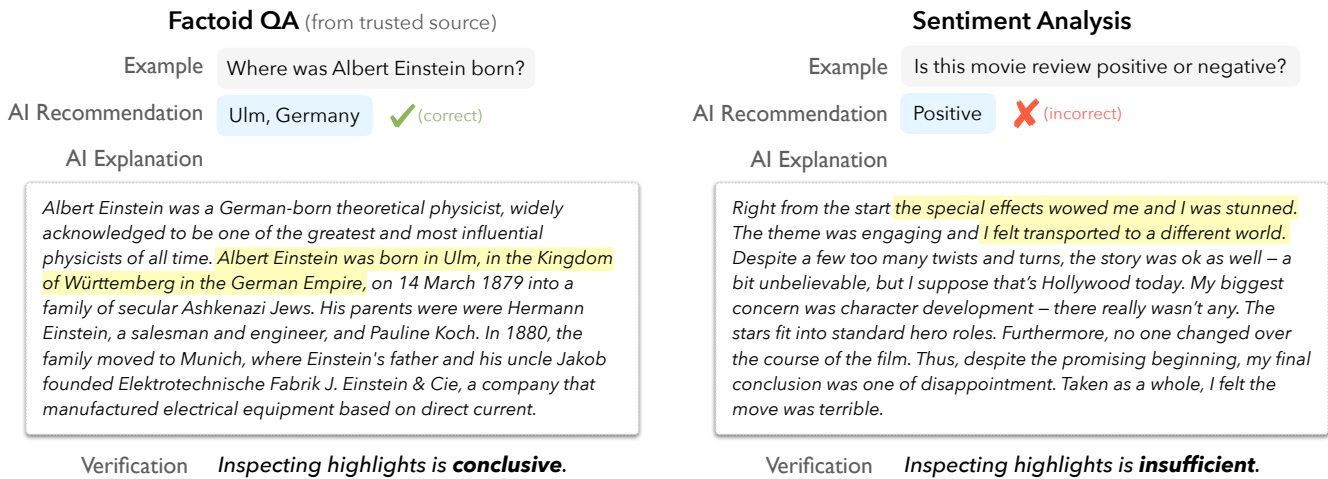 Factoid QA (from trusted source)
Example Where was Albert Einstein born?
AI Recommendation Ulm, Germany ✓ (correct)
AI Explanation
Albert Einstein was a German-born theoretical physicist, widely
acknowledged to be one of the greatest and most influential
physicists of all time. Albert Einstein was born in Ulm, in the Kingdom
of Württemberg in the German Empire, on 14 March 1879 into a
family of secular Ashkenazi Jews. His parents were were Hermann
Einstein, a salesman and engineer, and Pauline Koch. In 1880, the
family moved to Munich, where Einstein's father and his uncle Jakob
founded Elektrotechnische Fabrik J. Einstein & Cie, a company that
manufactured electrical equipment based on direct current.
Verification Inspecting highlights is conclusive.
Sentiment Analysis
Example Is this movie review positive or negative?
AI Recommendation Positive ✘ (incorrect)
AI Explanation
Right from the start the special effects wowed me and I was stunned.
The theme was engaging and I felt transported to a different world.
Despite a few too many twists and turns, the story was ok as well – a
bit unbelievable, but I suppose that's Hollywood today. My biggest
concern was character development – there really wasn't any. The
stars fit into standard hero roles. Furthermore, no one changed over
the course of the film. Thus, despite the promising beginning, my final
conclusion was one of disappointment. Taken as a whole, I felt the
move was terrible.
Verification Inspecting highlights is insufficient.